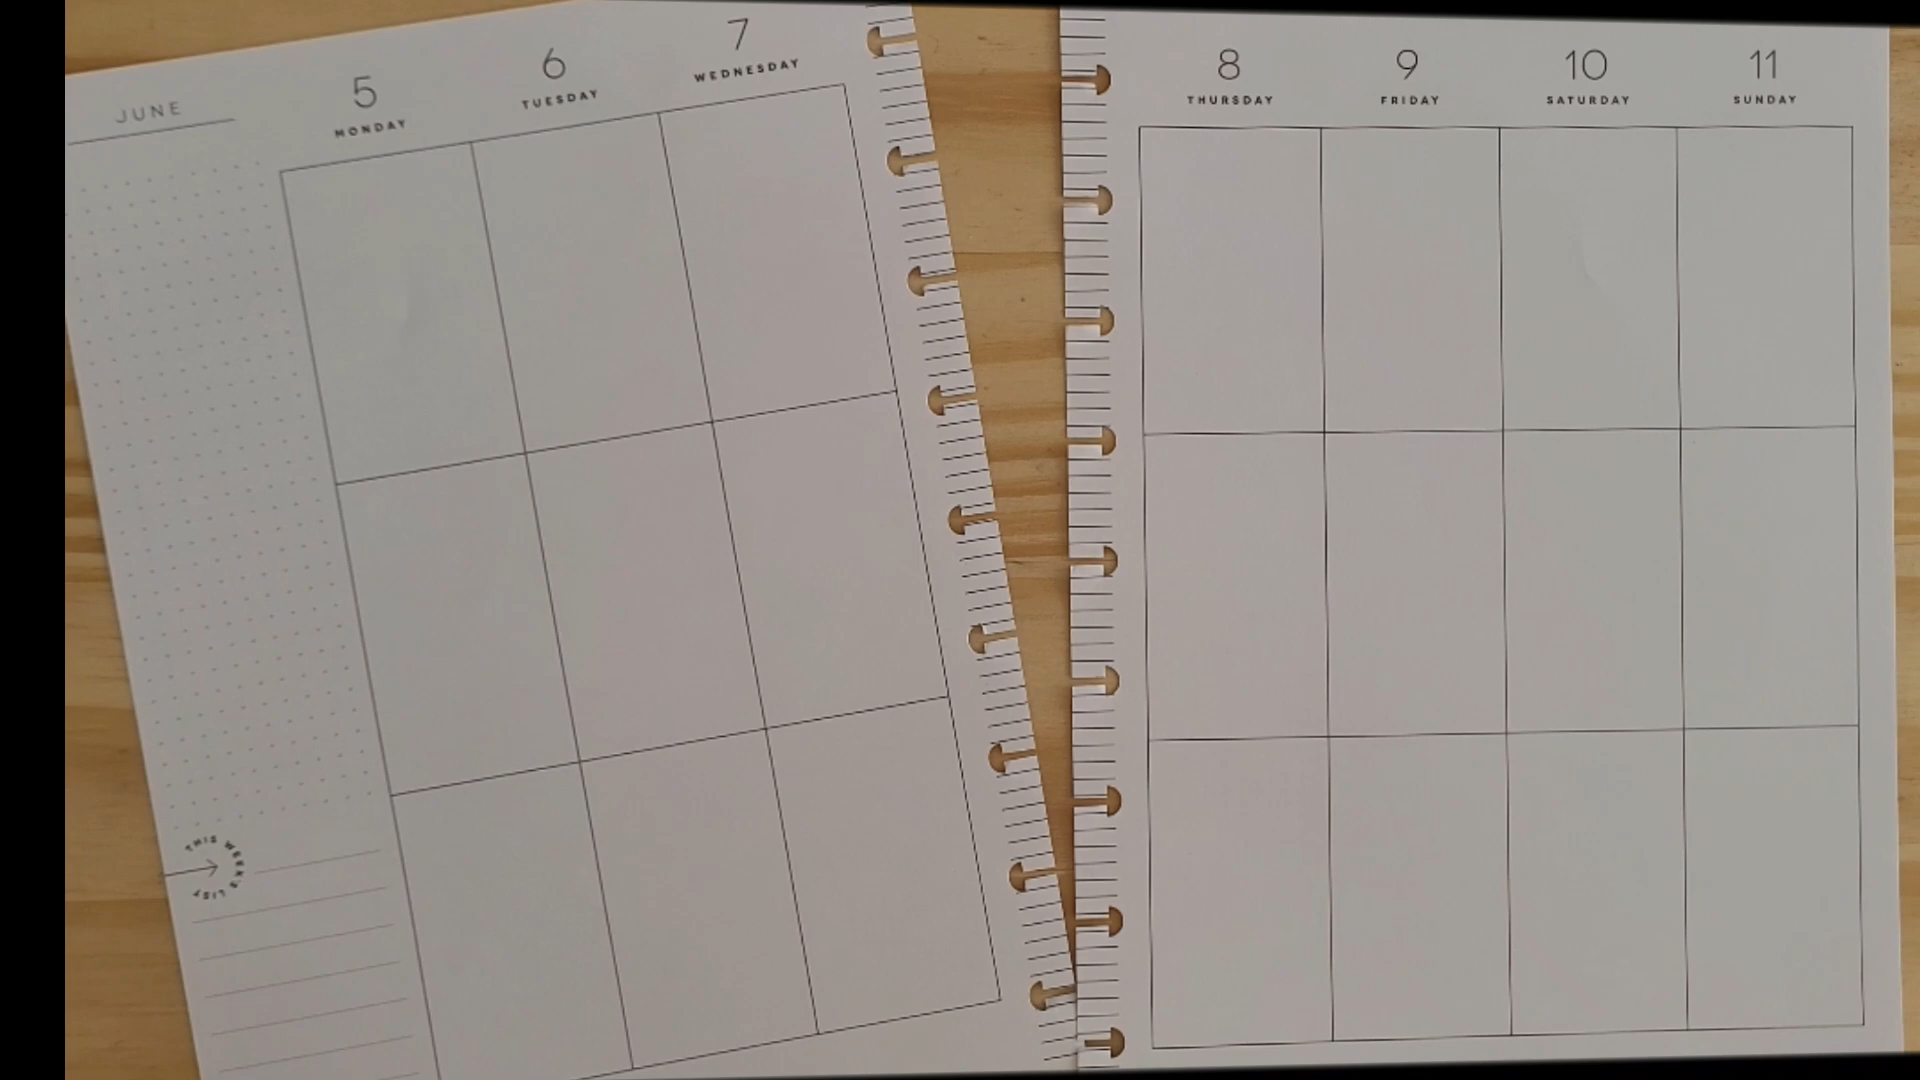 JUNE
5
MONDAY
6
TUESDAY
7
WEDNESDAY
8
THURSDAY
9
FRIDAY
10
SATURDAY
11
SUNDAY
THIS WEEK'S LIST